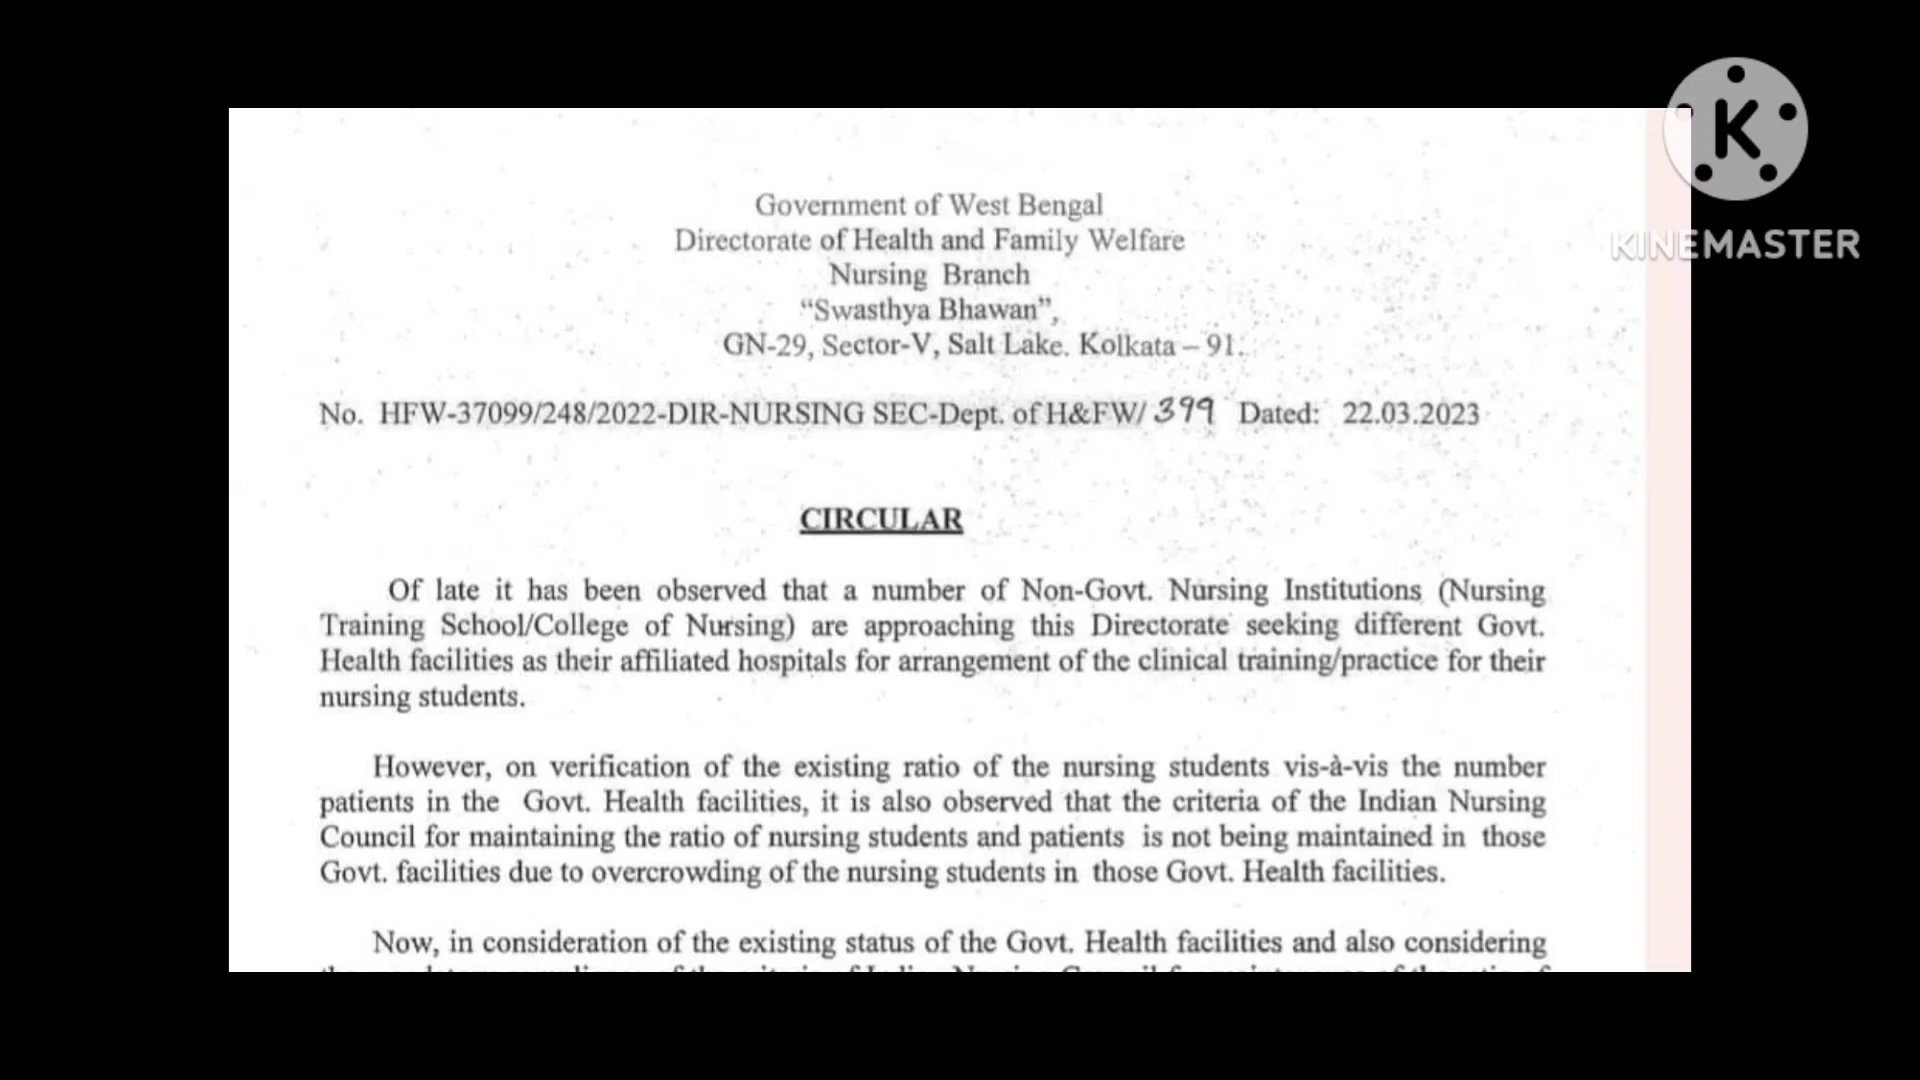 Government of West Bengal
Directorate of Health and Family Welfare
Nursing Branch
“Swasthya Bhawan”,
GN-29, Sector-V, Salt Lake. Kolkata – 91.
No. HFW-37099/248/2022-DIR-NURSING SEC-Dept. of H&FW/ 399 Dated: 22.03.2023
CIRCULAR
Of late it has been observed that a number of Non-Govt. Nursing Institutions (Nursing
Training School/College of Nursing) are approaching this Directorate seeking different Govt.
Health facilities as their affiliated hospitals for arrangement of the clinical training/practice for their
nursing students.
However, on verification of the existing ratio of the nursing students vis-à-vis the number
patients in the Govt. Health facilities, it is also observed that the criteria of the Indian Nursing
Council for maintaining the ratio of nursing students and patients is not being maintained in those
Govt. facilities due to overcrowding of the nursing students in those Govt. Health facilities.
Now, in consideration of the existing status of the Govt. Health facilities and also considering
K
KINEMASTER